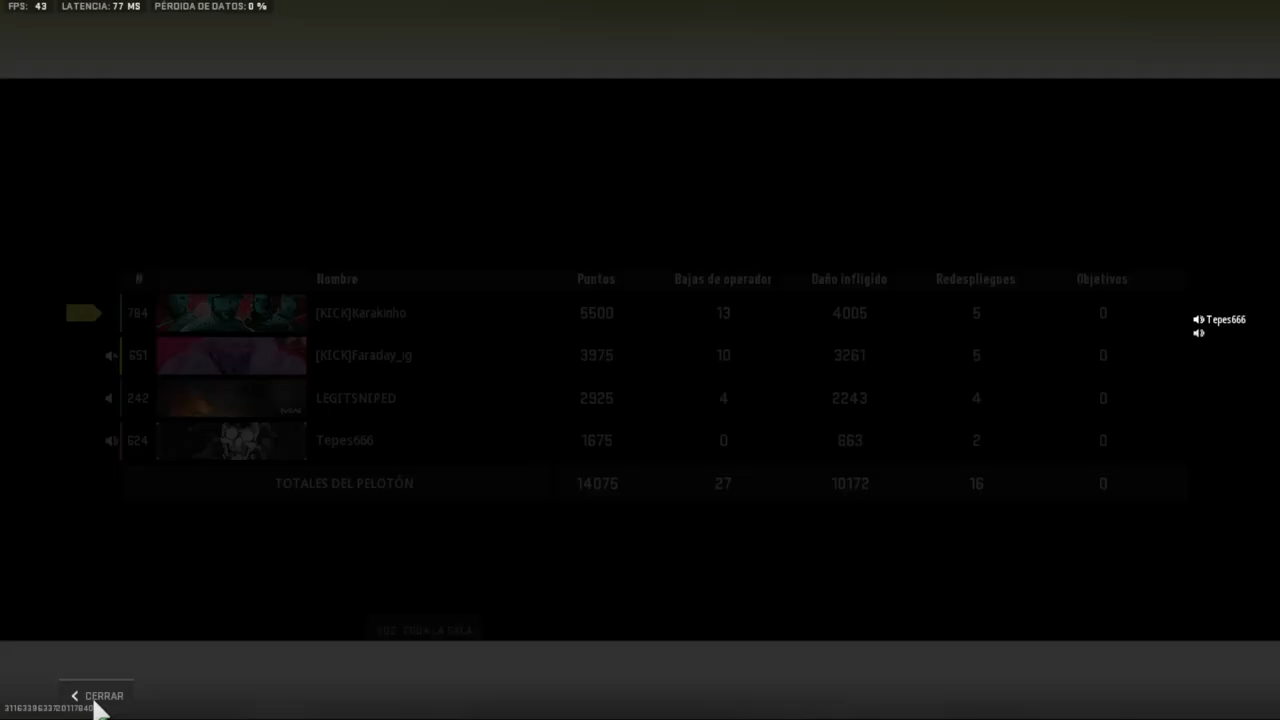 FPS: 43 LATENCIA: 77 MS PÉRDIDA DE DATOS: 0 %
# Nombre Puntos Bajas de operador Daño infligido Redespliegues Objetivos
784 [KICK]Karakinho 5500 13 4005 5 0
651 [KICK]Faraday_ig 3975 10 3261 5 0
242 LEGITSNIPED 2925 4 2243 4 0
624 Tepes666 1675 0 663 2 0
TOTALES DEL PELOTÓN 14075 27 10172 16 0
Tepes666
LA SALA
CERRAR